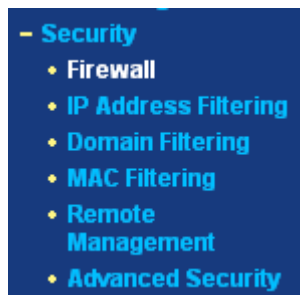 – Security
• Firewall
• IP Address Filtering
• Domain Filtering
• MAC Filtering
• Remote
Management
• Advanced Security